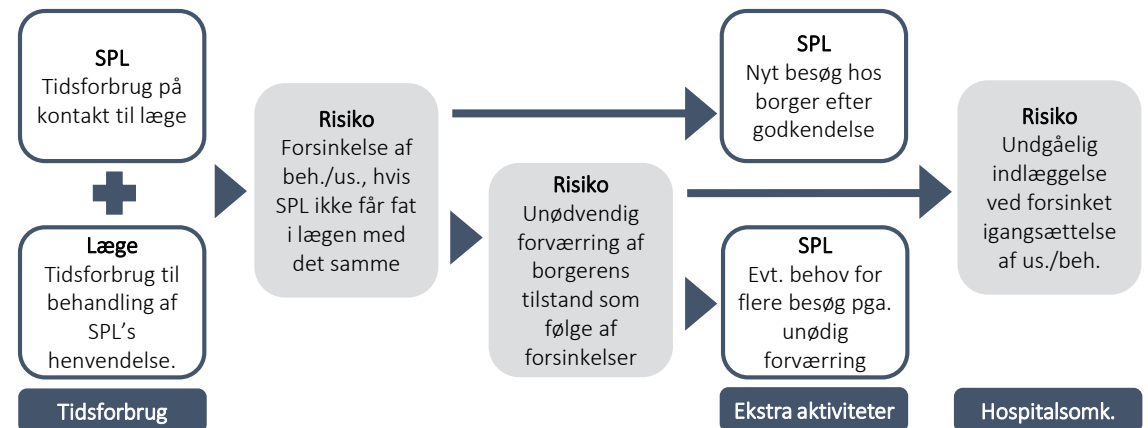 SPL
Tidsforbrug på
kontakt til læge
Læge
Tidsforbrug til
behandling af
SPL's
henvendelse.
Tidsforbrug
Risiko
Forsinkelse af
beh./us., hvis
SPL ikke får fat
i lægen med
det samme
Risiko
Unødvendig
forværring af
borgerens
tilstand som
følge af
forsinkelser
SPL
Nyt besøg hos
borger efter
godkendelse
SPL
Evt. behov for
flere besøg pga.
unødig
forværring
Ekstra aktiviteter
Risiko
Undgåelig
indlæggelse
ved forsinket
igangsættelse
af us./beh.
Hospitalsomk.